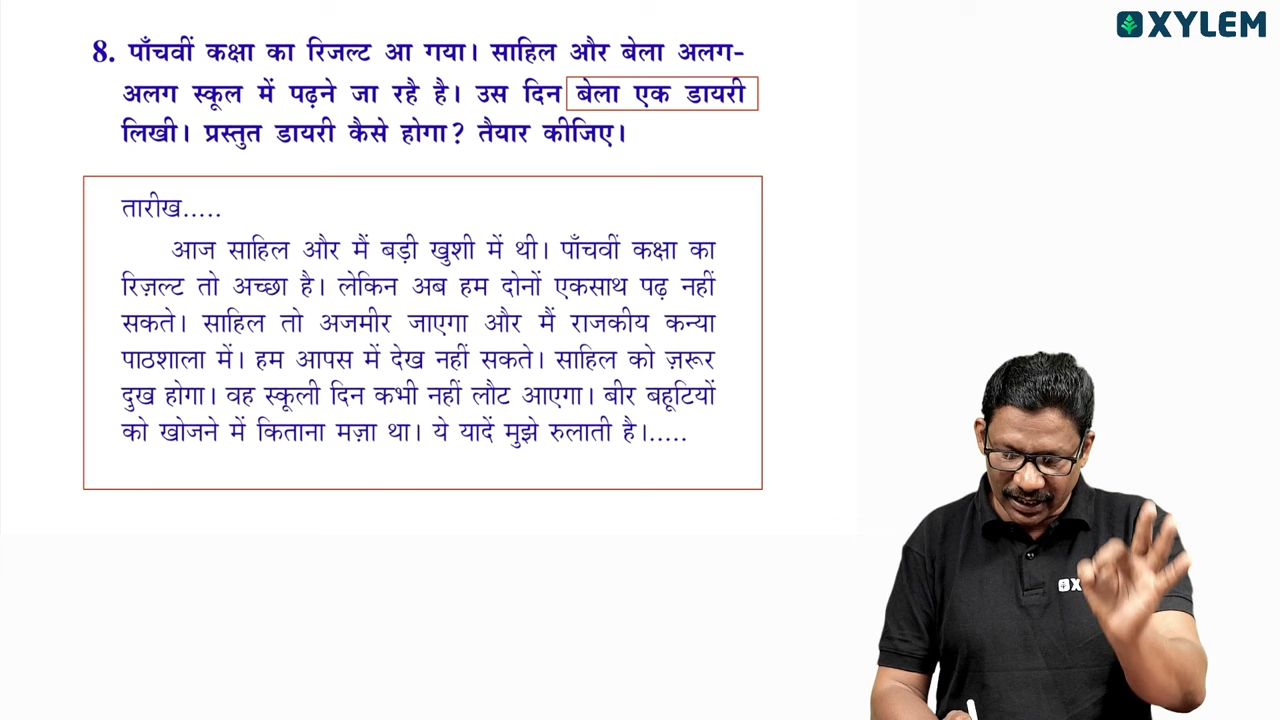 XYLEM
8. पाँचवीं कक्षा का रिजल्ट आ गया। साहिल और बेला अलग-
अलग स्कूल में पढ़ने जा रहै है। उस दिन बेला एक डायरी
लिखी। प्रस्तुत डायरी कैसे होगा? तैयार कीजिए।
तारीख.....
आज साहिल और मैं बड़ी खुशी में थी। पाँचवीं कक्षा का
रिज़ल्ट तो अच्छा है। लेकिन अब हम दोनों एकसाथ पढ़ नहीं
सकते। साहिल तो अजमीर जाएगा और मैं राजकीय कन्या
पाठशाला में। हम आपस में देख नहीं सकते। साहिल को ज़रूर
दुख होगा। वह स्कूली दिन कभी नहीं लौट आएगा। बीर बहूटियों
को खोजने में किताना मज़ा था। ये यादें मुझे रुलाती है।.....